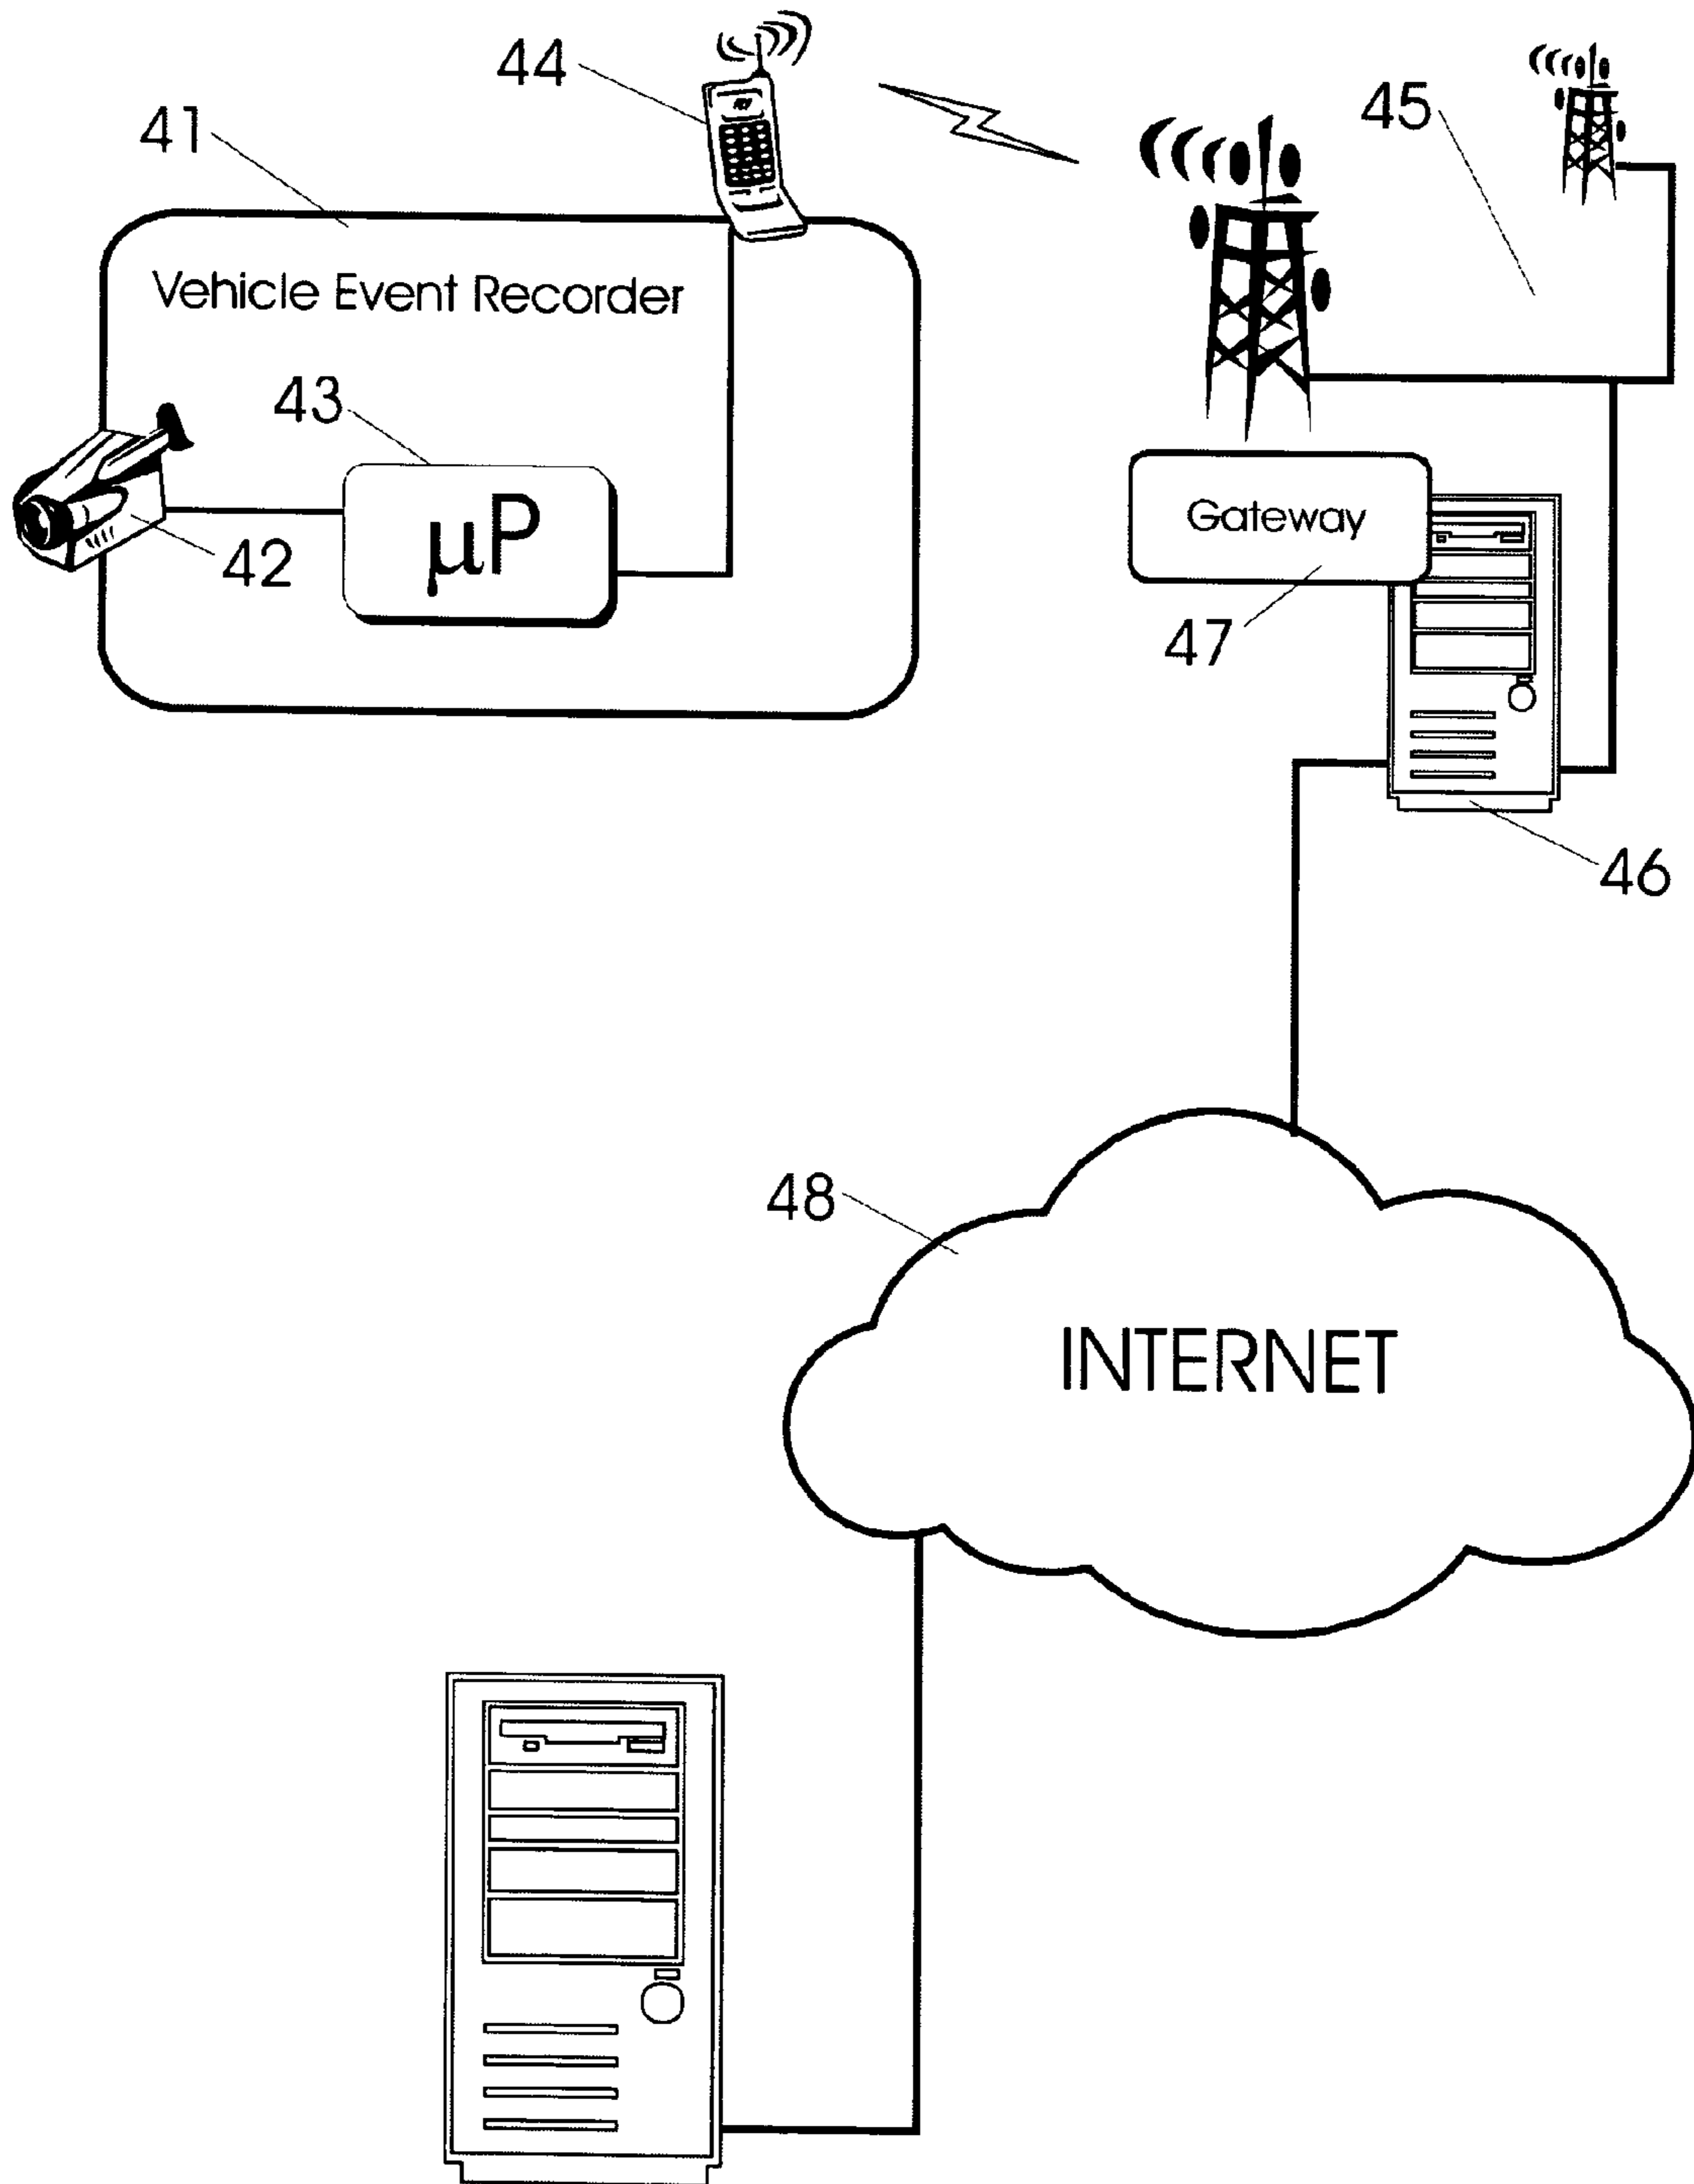 44
45
41
Vehicle Event Recorder
43
μP
42
Gateway
47
46
48
INTERNET